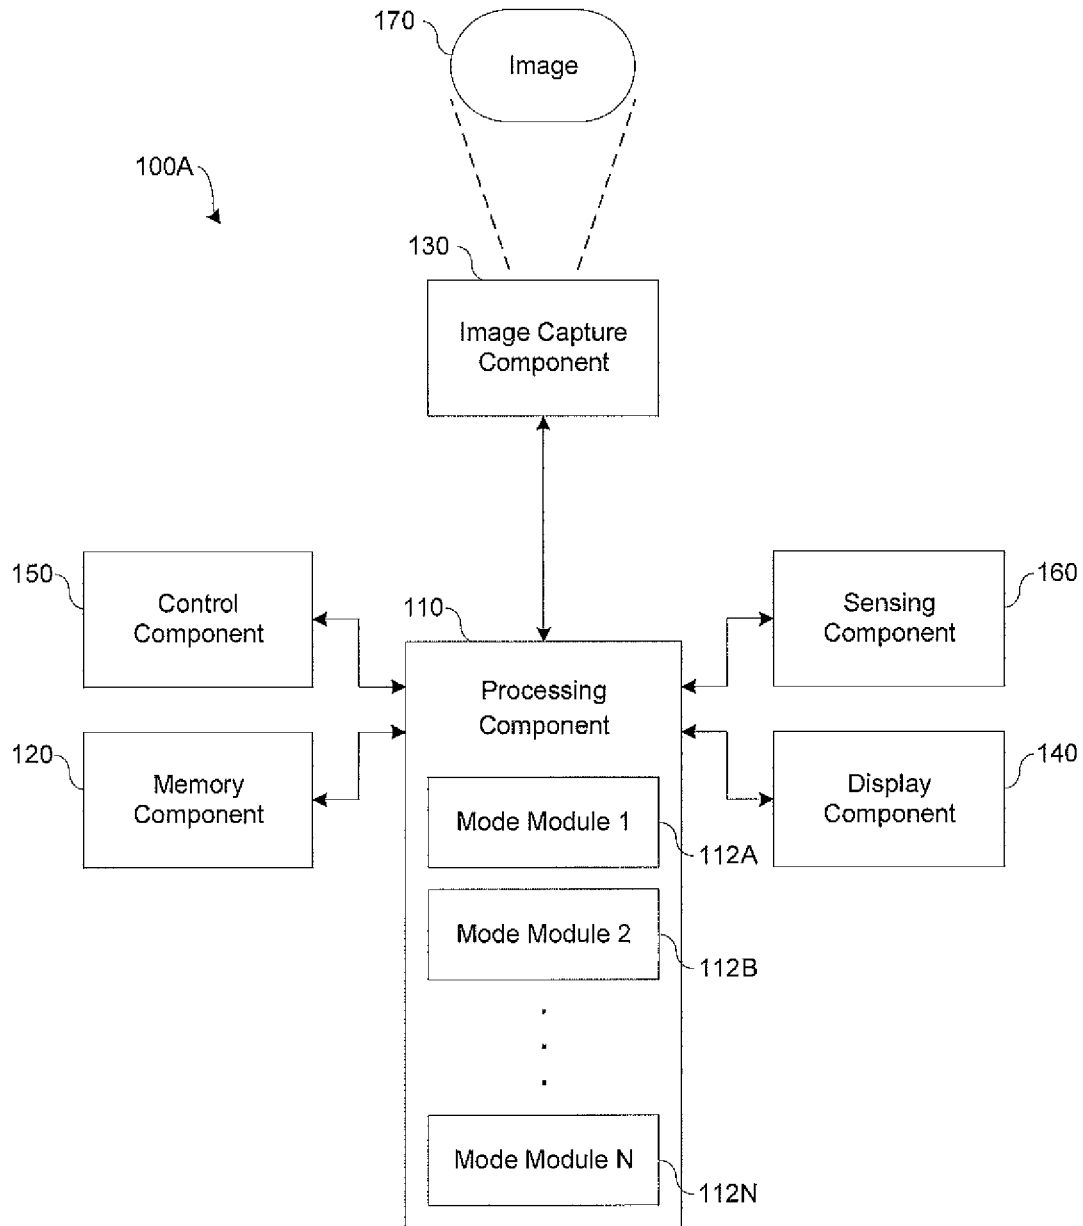 170
Image
100A
130
Image Capture
Component
150
Control
Component
110
160
Sensing
Component
Processing
Component
120
Memory
Component
140
Display
Component
Mode Module 1
112A
Mode Module 2
112B
Mode Module N
112N